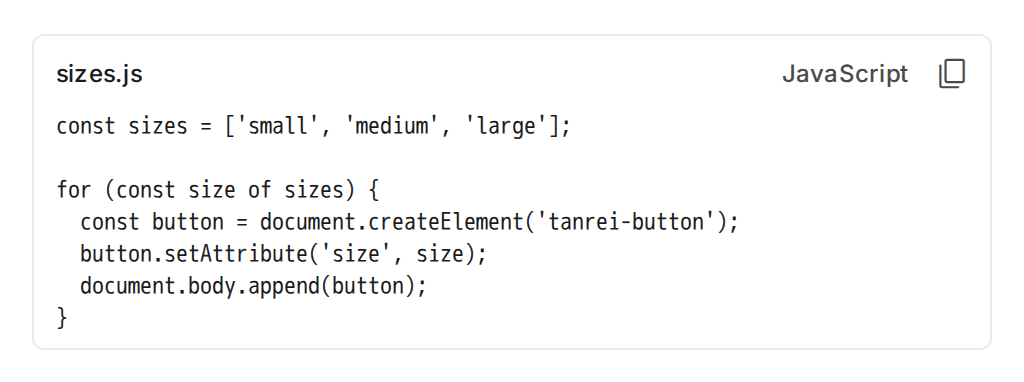 sizes.js
JavaScript
const sizes = ['small', 'medium', 'large'];

for (const size of sizes) {
  const button = document.createElement('tanrei-button');
  button.setAttribute('size', size);
  document.body.append(button);
}